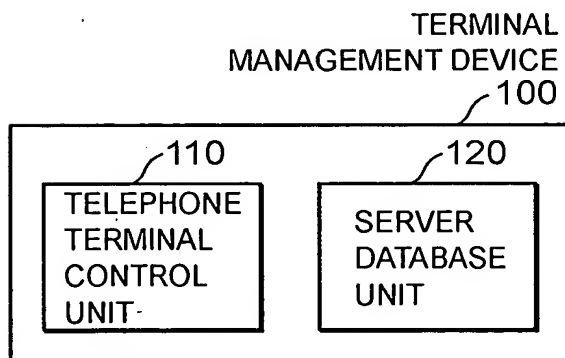 TERMINAL
MANAGEMENT DEVICE
100
110
TELEPHONE
TERMINAL
CONTROL
UNIT
120
SERVER
DATABASE
UNIT